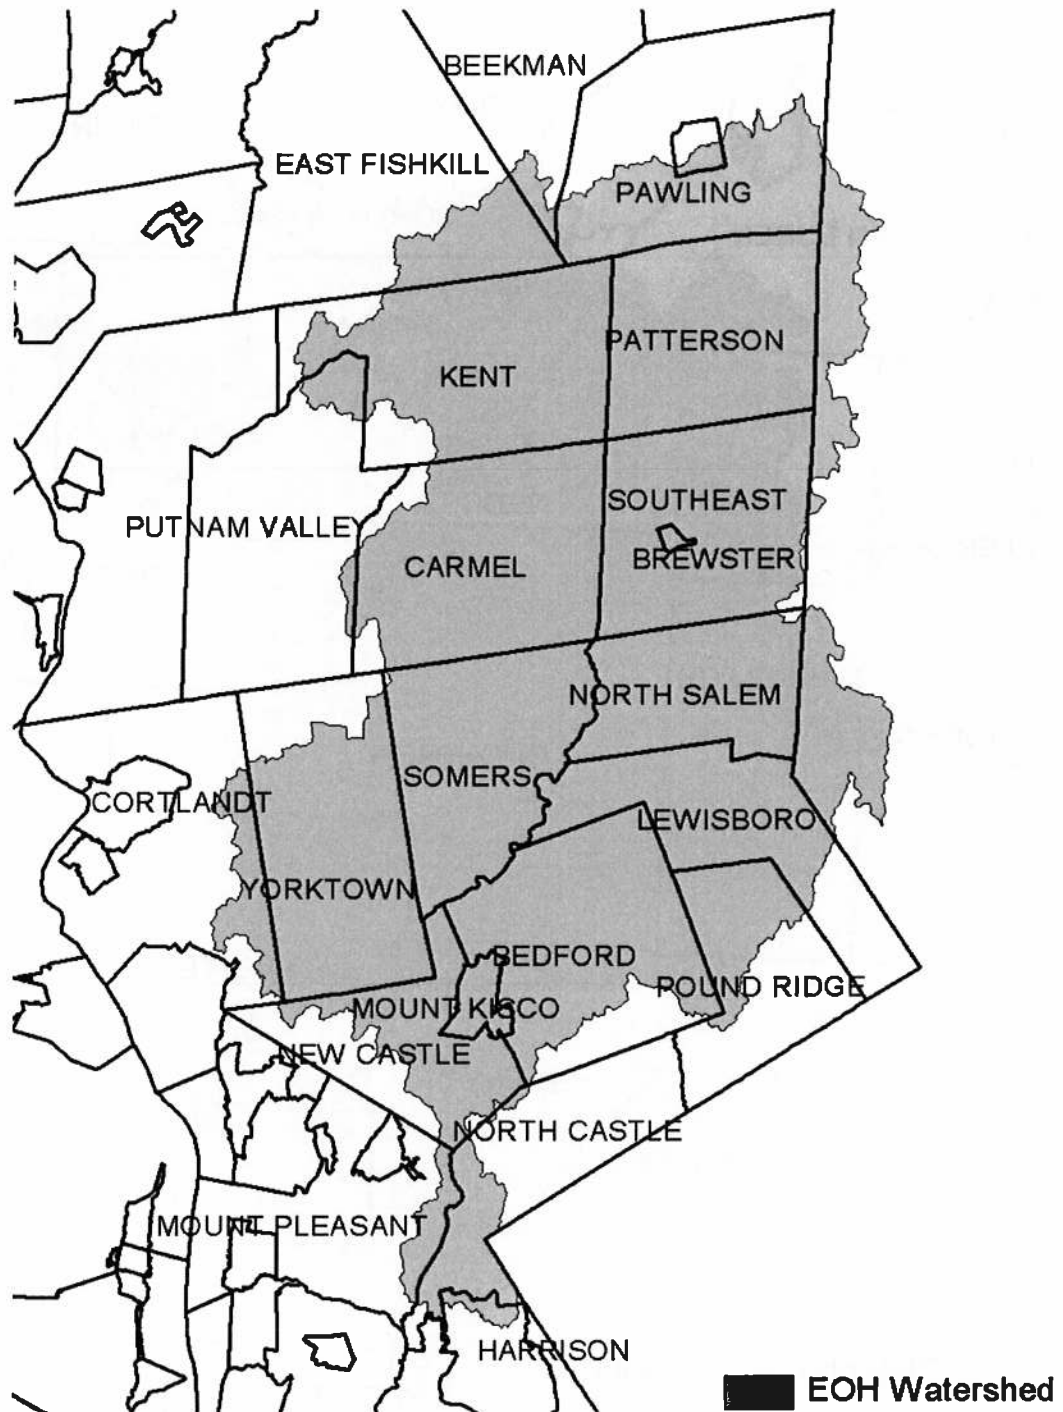 BEEKMAN
EAST FISHKILL
PAWLING
PATTERSON
KENT
SOUTHEAST
PUTNAM VALLEY
BREWSTER
CARMEL
NORTH SALEM
SOMERS
CORTLANDT
LEWISBORO
YORKTOWN
BEDFORD
POUND RIDGE
MOUNT KISCO
NEW CASTLE
NORTH CASTLE
MOUNT PLEASANT
HARRISON
EOH Watershed